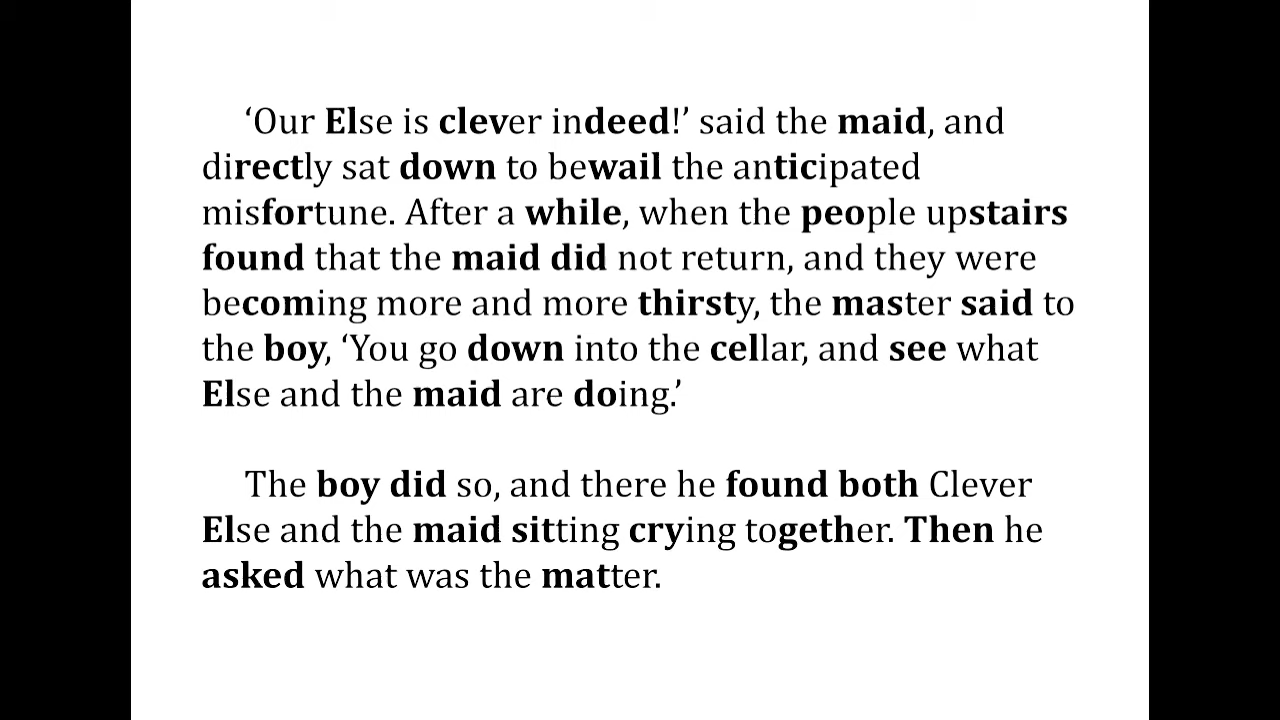 ‘Our Else is clever indeed!’ said the maid, and
directly sat down to bewail the anticipated
misfortune. After a while, when the people upstairs
found that the maid did not return, and they were
becoming more and more thirsty, the master said to
the boy, ‘You go down into the cellar, and see what
Else and the maid are doing.’
The boy did so, and there he found both Clever
Else and the maid sitting crying together. Then he
asked what was the matter.